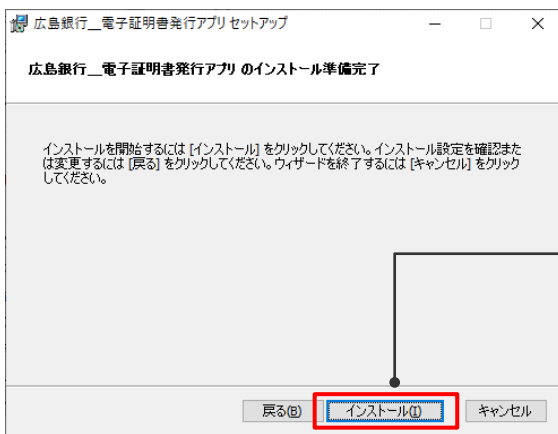 広島銀行__電子証明書発行アプリ セットアップ
広島銀行__電子証明書発行アプリ のインストール準備完了
インストールを開始するには [インストール] をクリックしてください。インストール設定を確認また
は変更するには [戻る] をクリックしてください。ウィザードを終了するには [キャンセル] をクリック
してください。
戻る(B) インストール(I) キャンセル